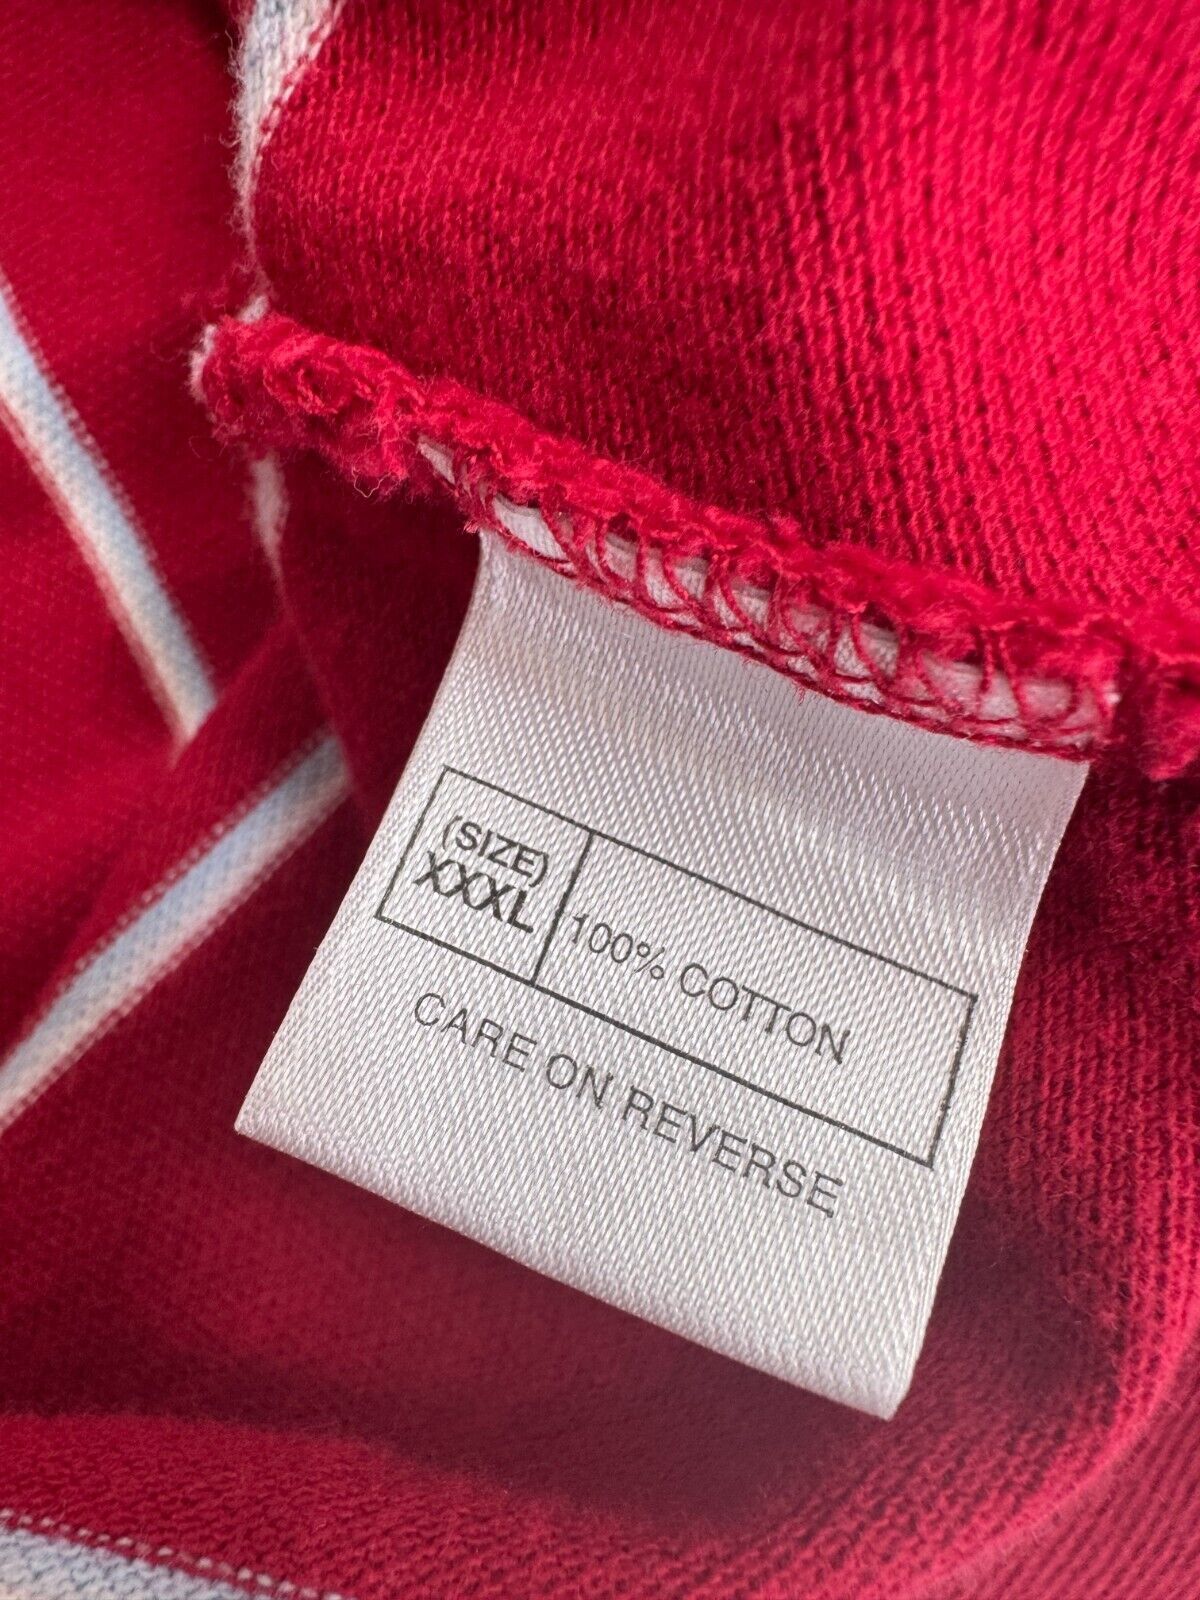 (SIZE)
XXXL
100% COTTON
CARE ON REVERSE